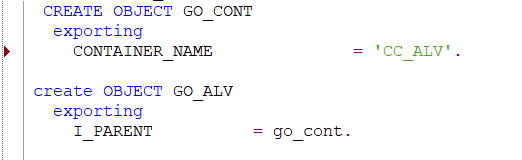 CREATE OBJECT GO_CONT
exporting
CONTAINER_NAME = 'CC_ALV'.
create OBJECT GO_ALV
exporting
I_PARENT = go_cont.